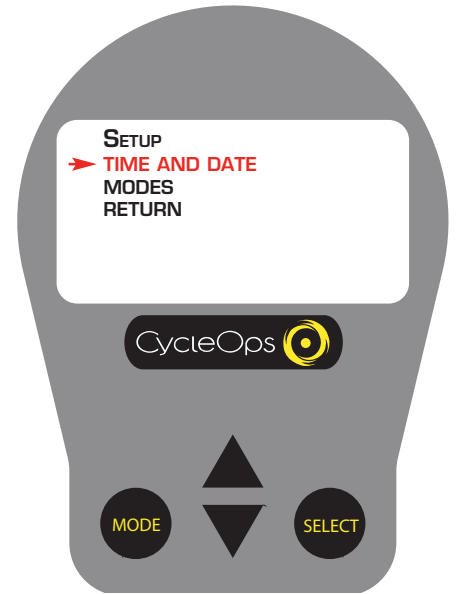 SETUP
TIME AND DATE
MODES
RETURN
CycleOps
MODE
SELECT